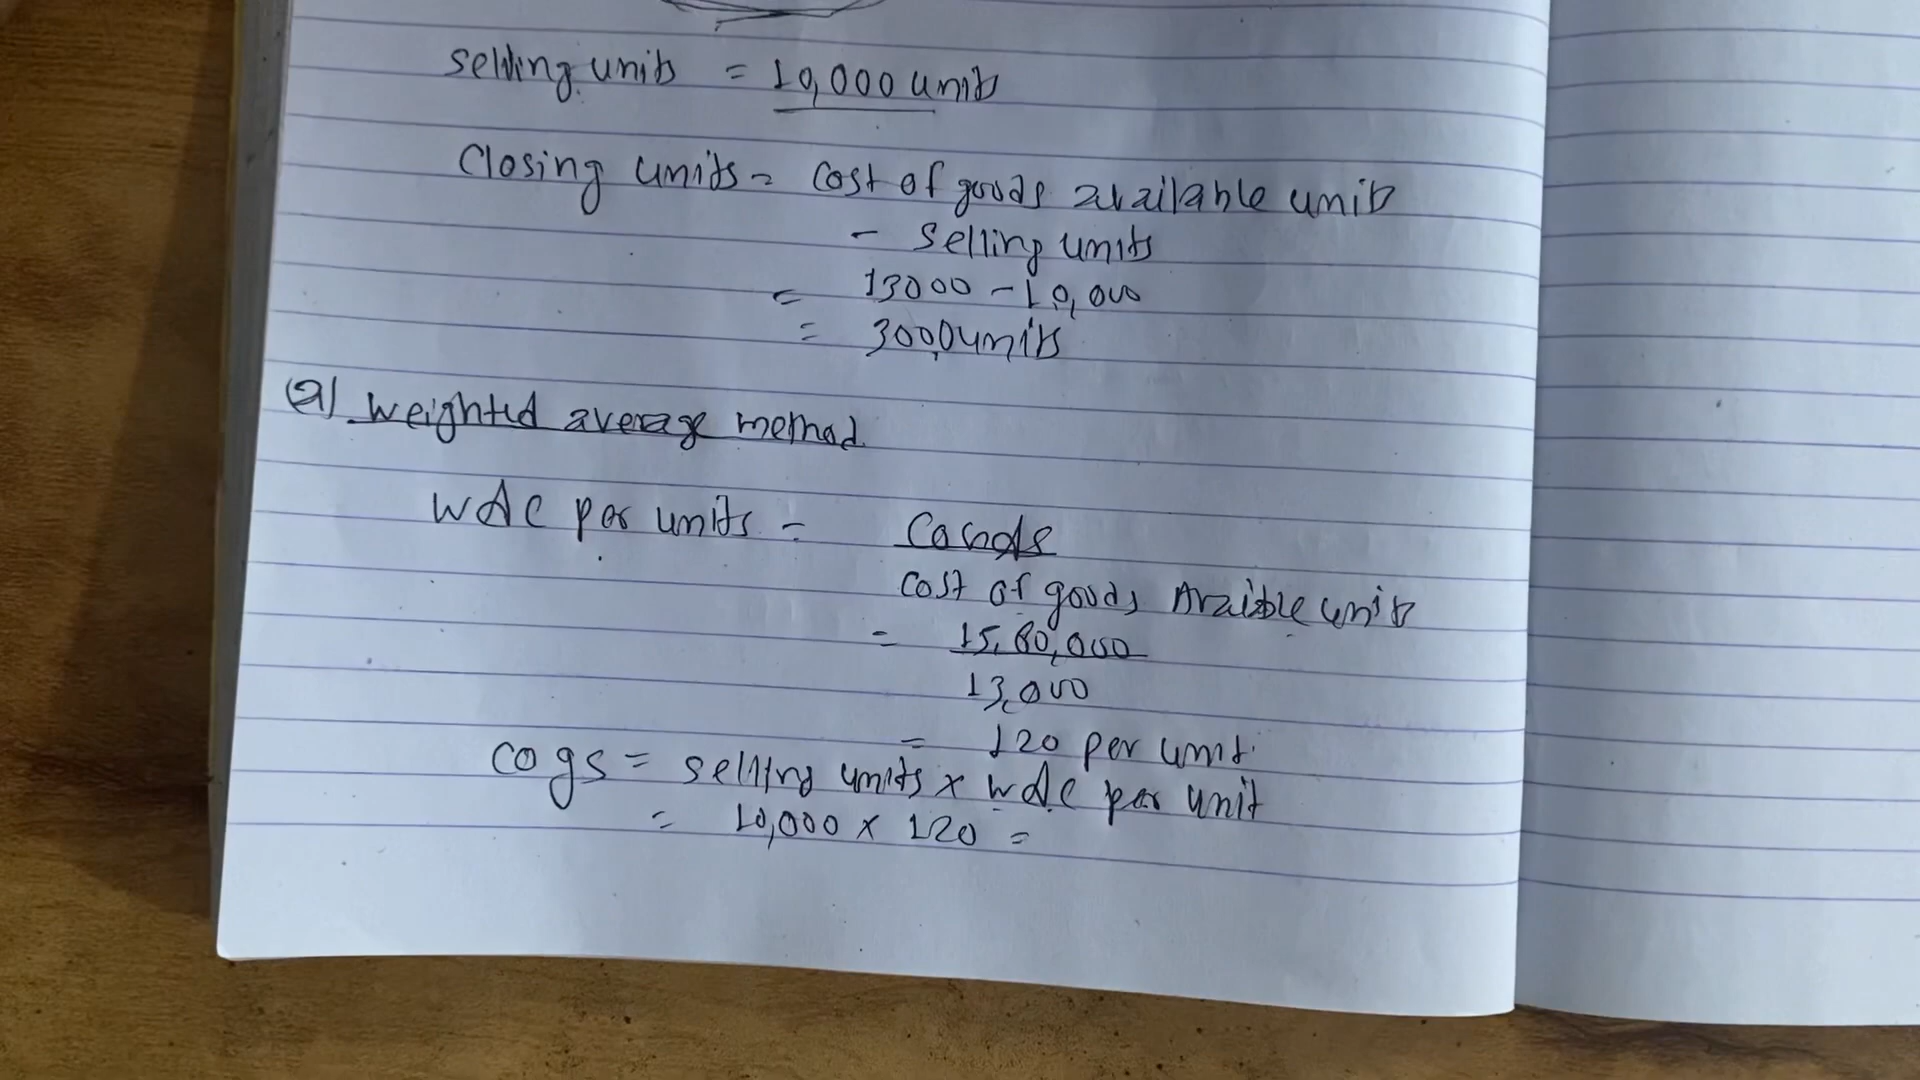 selling units = 10,000 units
Closing units = Cost of goods available units
- selling units
= 13000 - 10,000
= 3000 units
(a) Weighted average method.
WAC per units = COGAS
Cost of goods Avaible units
= 15,60,000
13,000
= 120 per unit.
COGS = selling units × WAC per unit
= 10,000 × 120 =